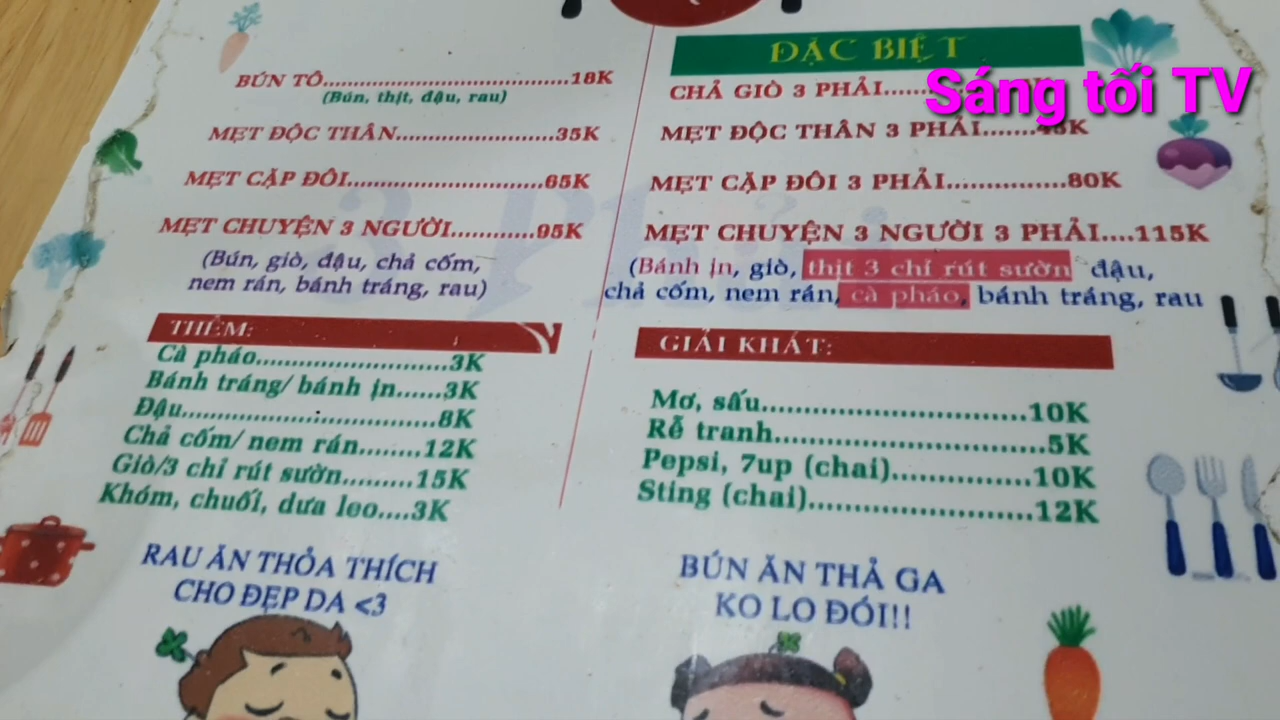 BÚN TÔ..................................18K
(Bún, thịt, đậu, rau)
MẸT ĐỘC THÂN......................35K
MẸT CẶP ĐÔI...........................65K
MẸT CHUYỆN 3 NGƯỜI............95K
(Bún, giò, đậu, chả cốm,
nem rán, bánh tráng, rau)
THÊM:
Cà pháo..........................3K
Bánh tráng/ bánh ịn......3K
Đậu...................................8K
Chả cốm/ nem rán.........12K
Giò/3 chỉ rút sườn.........15K
Khóm, chuối, dưa leo....3K
RAU ĂN THỎA THÍCH
CHO ĐẸP DA <3
ĐẶC BIỆT
Sáng tối TV
CHẢ GIÒ 3 PHẢI......
MẸT ĐỘC THÂN 3 PHẢI.......45K
MẸT CẶP ĐÔI 3 PHẢI...............80K
MẸT CHUYỆN 3 NGƯỜI 3 PHẢI....115K
(Bánh ịn, giò, thịt 3 chỉ rút sườn đậu,
chả cốm, nem rán, cà pháo, bánh tráng, rau
GIẢI KHÁT:
Mơ, sấu.................................10K
Rễ tranh..................................5K
Pepsi, 7up (chai).................10K
Sting (chai)...........................12K
BÚN ĂN THẢ GA
KO LO ĐÓI!!